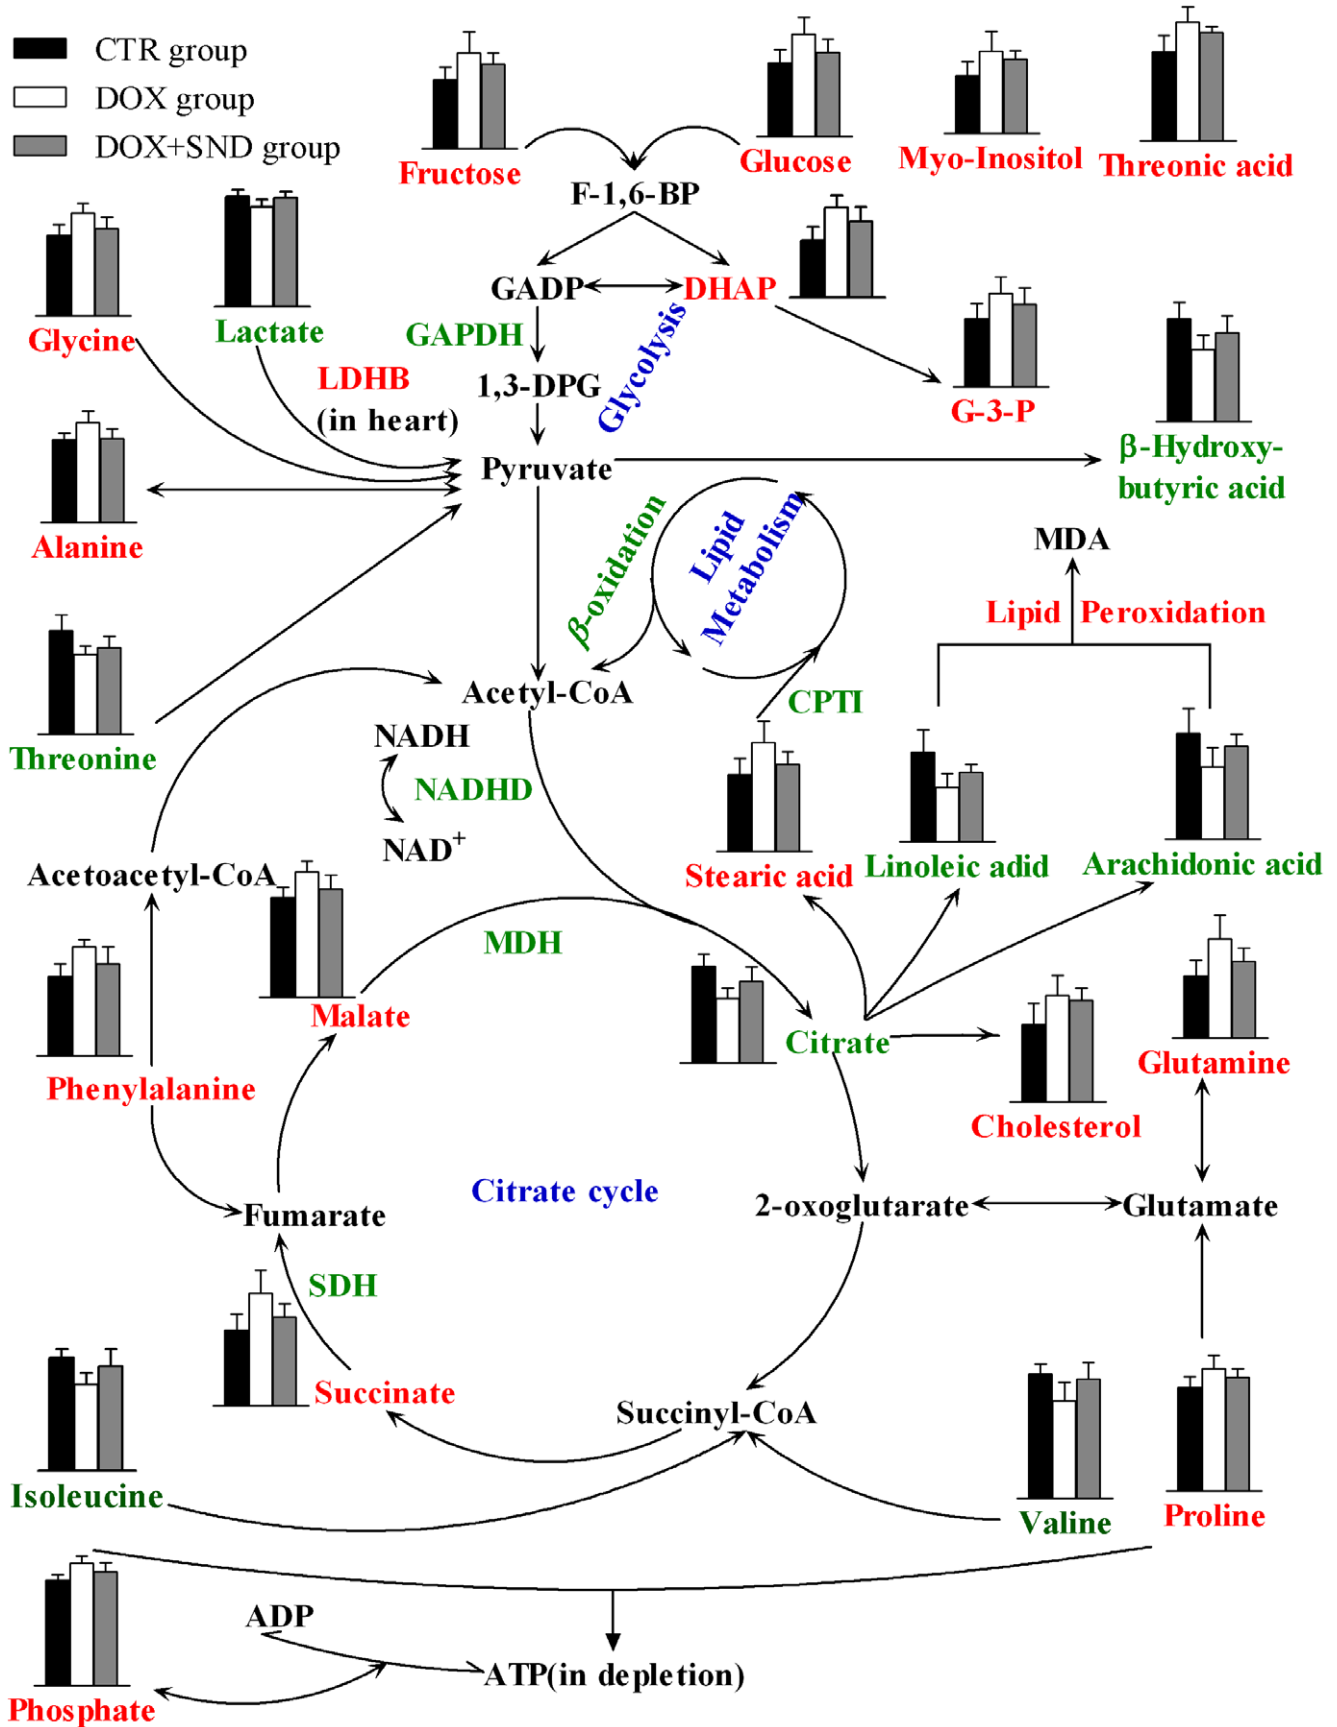 CTR group
DOX group
DOX+SND group
Fructose
Glucose
Myo-Inositol
Threonic acid
F-1,6-BP
Glycine
Lactate
GADP
DHAP
GAPDH
Glycolysis
LDHB
(in heart)
1,3-DPG
G-3-P
Pyruvate
β-Hydroxy-
butyric acid
Alanine
β-oxidation
Lipid
Metabolism
MDA
Lipid Peroxidation
Threonine
Acetyl-CoA
CPTI
NADH
NADHD
NAD+
Acetoacetyl-CoA
Stearic acid
Linoleic adid
Arachidonic acid
MDH
Malate
Citrate
Glutamine
Phenylalanine
Cholesterol
Citrate cycle
Fumarate
2-oxoglutarate
Glutamate
SDH
Succinate
Succinyl-CoA
Isoleucine
Valine
Proline
ADP
ATP(in depletion)
Phosphate